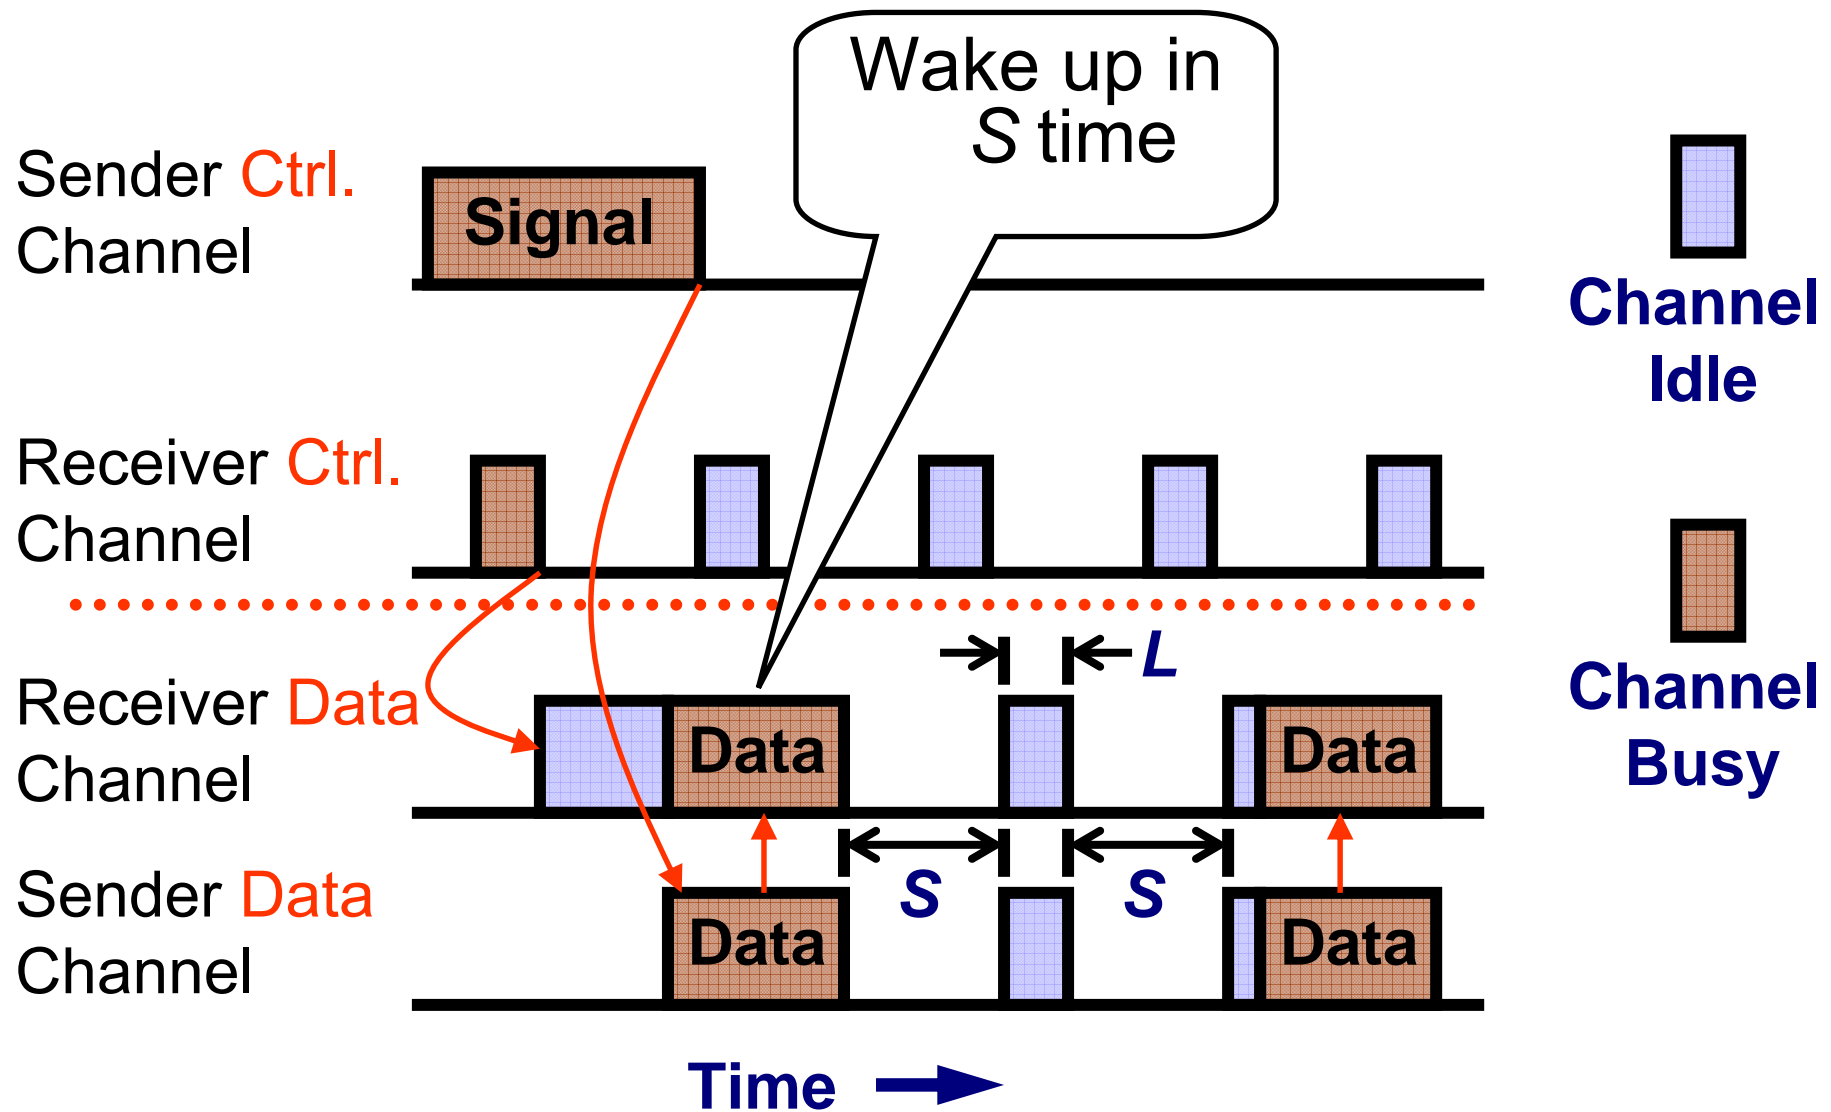 Wake up in
S time
Sender Ctrl.
Channel
Signal
Channel
Idle
Receiver Ctrl.
Channel
L
Receiver Data
Channel
Data
Data
Channel
Busy
S
S
Sender Data
Channel
Data
Data
Time